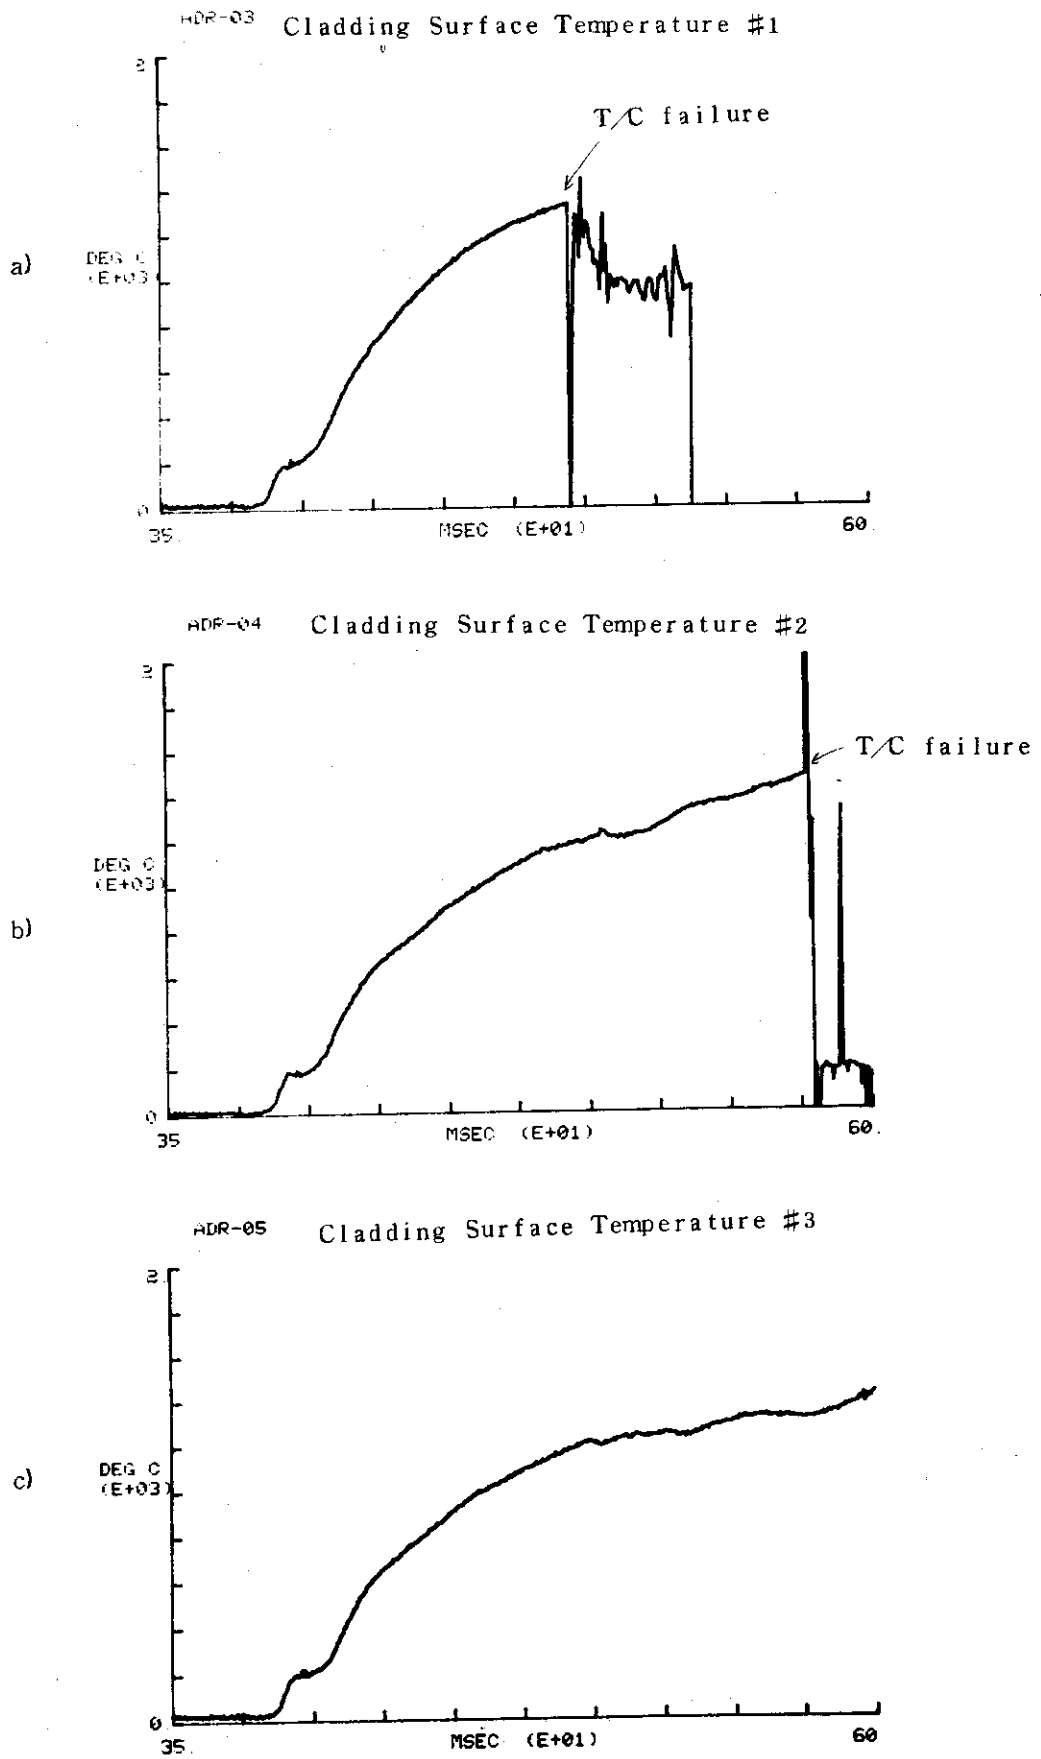 ADR-03 Cladding Surface Temperature #1
2
T/C failure
a)
DEG C
(E+03)
0
35. MSEC (E+01) 60.
ADR-04 Cladding Surface Temperature #2
2
T/C failure
DEG C
(E+03)
b)
0
35 MSEC (E+01) 60.
ADR-05 Cladding Surface Temperature #3
2.
DEG C
(E+03)
c)
0.
35. MSEC (E+01) 60